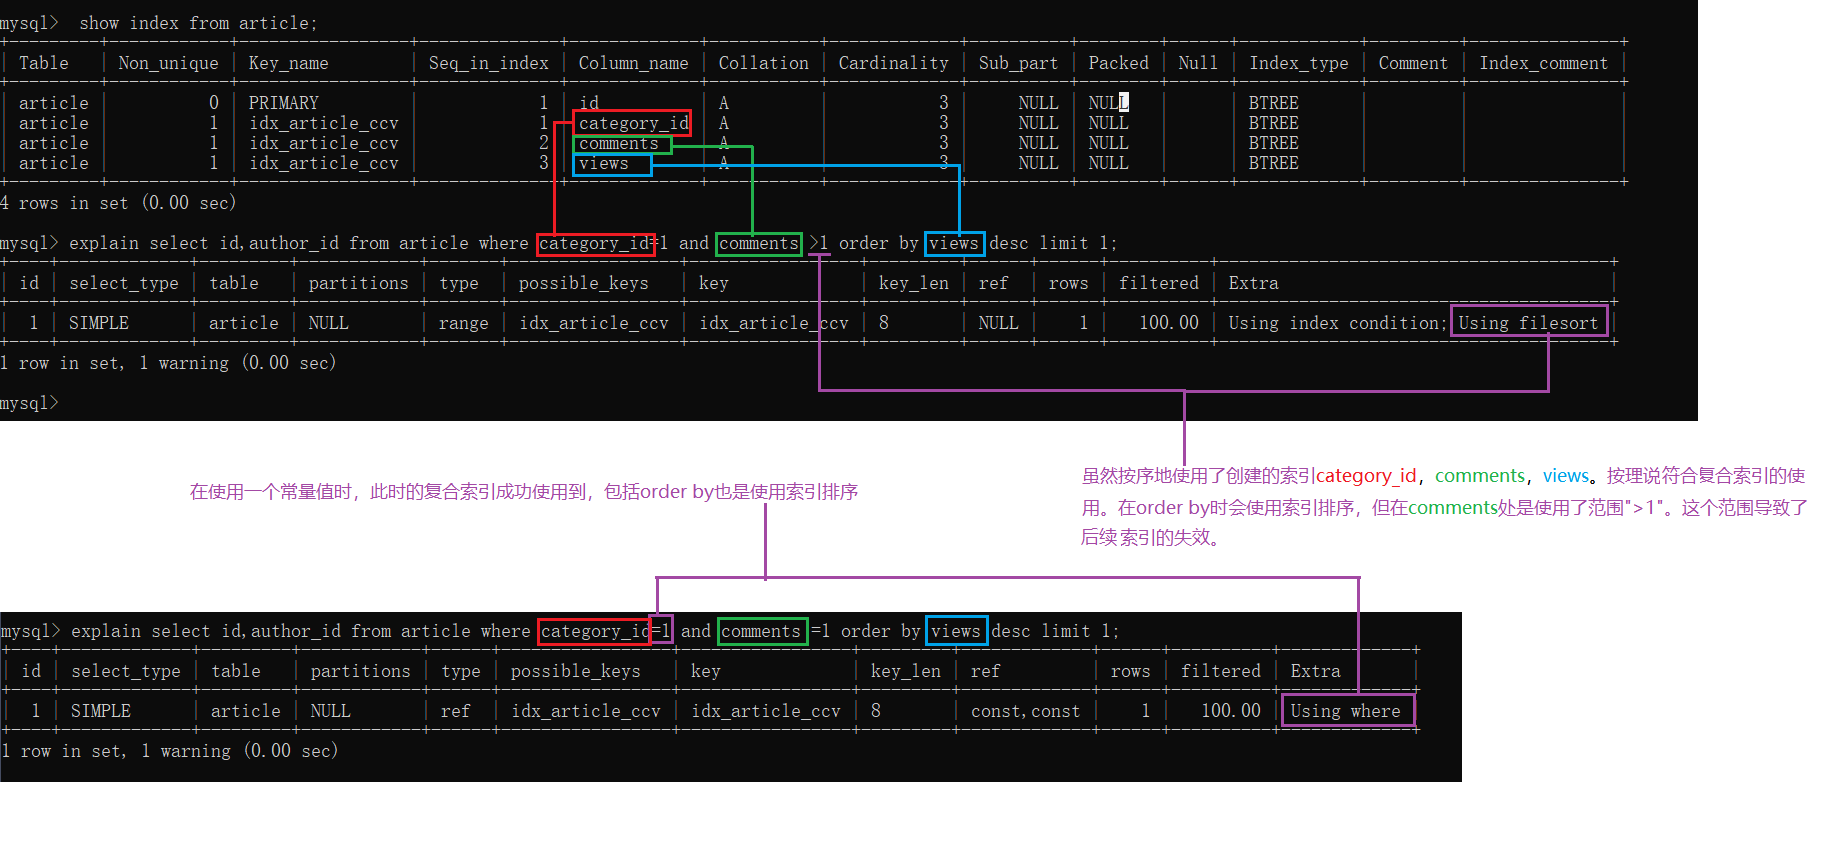 mysql>  show index from article;
| Table   | Non_unique | Key_name        | Seq_in_index | Column_name | Collation | Cardinality | Sub_part | Packed | Null | Index_type | Comment | Index_comment |
| article |          0 | PRIMARY         |            1 | id          | A         |           3 |     NULL | NULL   |      | BTREE      |         |               |
| article |          1 | idx_article_ccv |            1 | category_id | A         |           3 |     NULL | NULL   |      | BTREE      |         |               |
| article |          1 | idx_article_ccv |            2 | comments    | A         |           3 |     NULL | NULL   |      | BTREE      |         |               |
| article |          1 | idx_article_ccv |            3 | views       | A         |           3 |     NULL | NULL   |      | BTREE      |         |               |
4 rows in set (0.00 sec)
mysql> explain select id,author_id from article where category_id=1 and comments >1 order by views desc limit 1;
| id | select_type | table   | partitions | type  | possible_keys   | key             | key_len | ref  | rows | filtered | Extra                                 |
|  1 | SIMPLE      | article | NULL       | range | idx_article_ccv | idx_article_ccv | 8       | NULL |    1 |   100.00 | Using index condition; Using filesort |
1 row in set, 1 warning (0.00 sec)
mysql>
虽然按序地使用了创建的索引category_id，comments，views。按理说符合复合索引的使
用。在order by时会使用索引排序，但在comments处是使用了范围">1"。这个范围导致了
后续索引的失效。
在使用一个常量值时，此时的复合索引成功使用到，包括order by也是使用索引排序
mysql> explain select id,author_id from article where category_id=1 and comments =1 order by views desc limit 1;
| id | select_type | table   | partitions | type | possible_keys   | key             | key_len | ref         | rows | filtered | Extra       |
|  1 | SIMPLE      | article | NULL       | ref  | idx_article_ccv | idx_article_ccv | 8       | const,const |    1 |   100.00 | Using where |
1 row in set, 1 warning (0.00 sec)